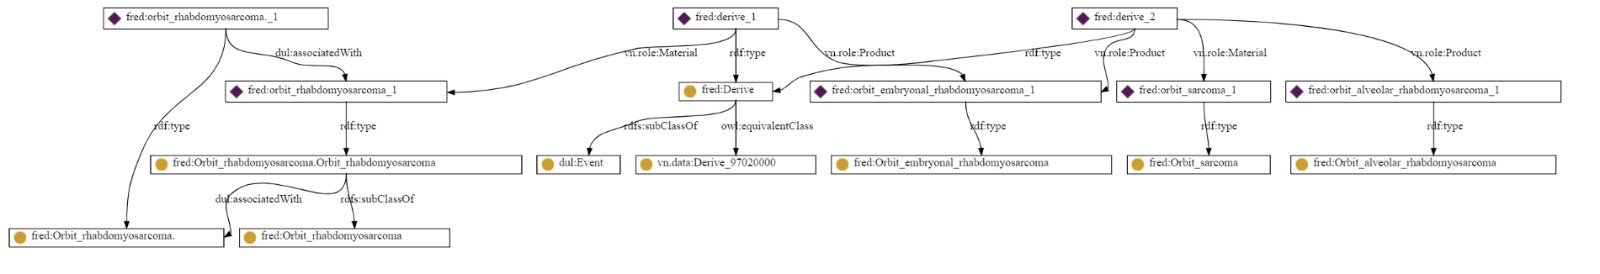 fred:orbit_rhabdomyosarcoma._1
fred:derive_1
fred:derive_2
dul:associatedWith
vn.role:Material
rdf:type
vn.role:Product
rdf:type
vn.role:Product
vn.role:Material
vn.role:Product
fred:orbit_rhabdomyosarcoma_1
fred:Derive
fred:orbit_embryonal_rhabdomyosarcoma_1
fred:orbit_sarcoma_1
fred:orbit_alveolar_rhabdomyosarcoma_1
rdf:type
rdf:type
rdfs:subClassOf
owl:equivalentClass
rdf:type
rdf:type
rdf:type
fred:Orbit_rhabdomyosarcoma.Orbit_rhabdomyosarcoma
dul:Event
vn.data:Derive_97020000
fred:Orbit_embryonal_rhabdomyosarcoma
fred:Orbit_sarcoma
fred:Orbit_alveolar_rhabdomyosarcoma
dul:associatedWith
rdfs:subClassOf
fred:Orbit_rhabdomyosarcoma.
fred:Orbit_rhabdomyosarcoma